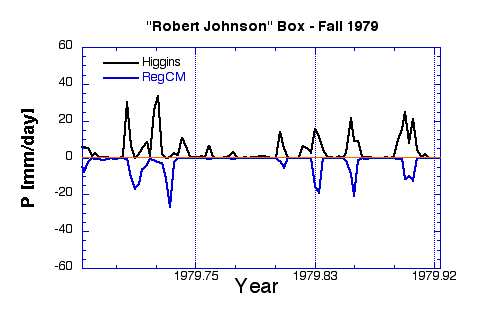 "Robert Johnson" Box - Fall 1979
60
Higgins
RegCM
40
20
0
-20
-40
-60
P [mm/day]
1979.75
1979.83
1979.92
Year